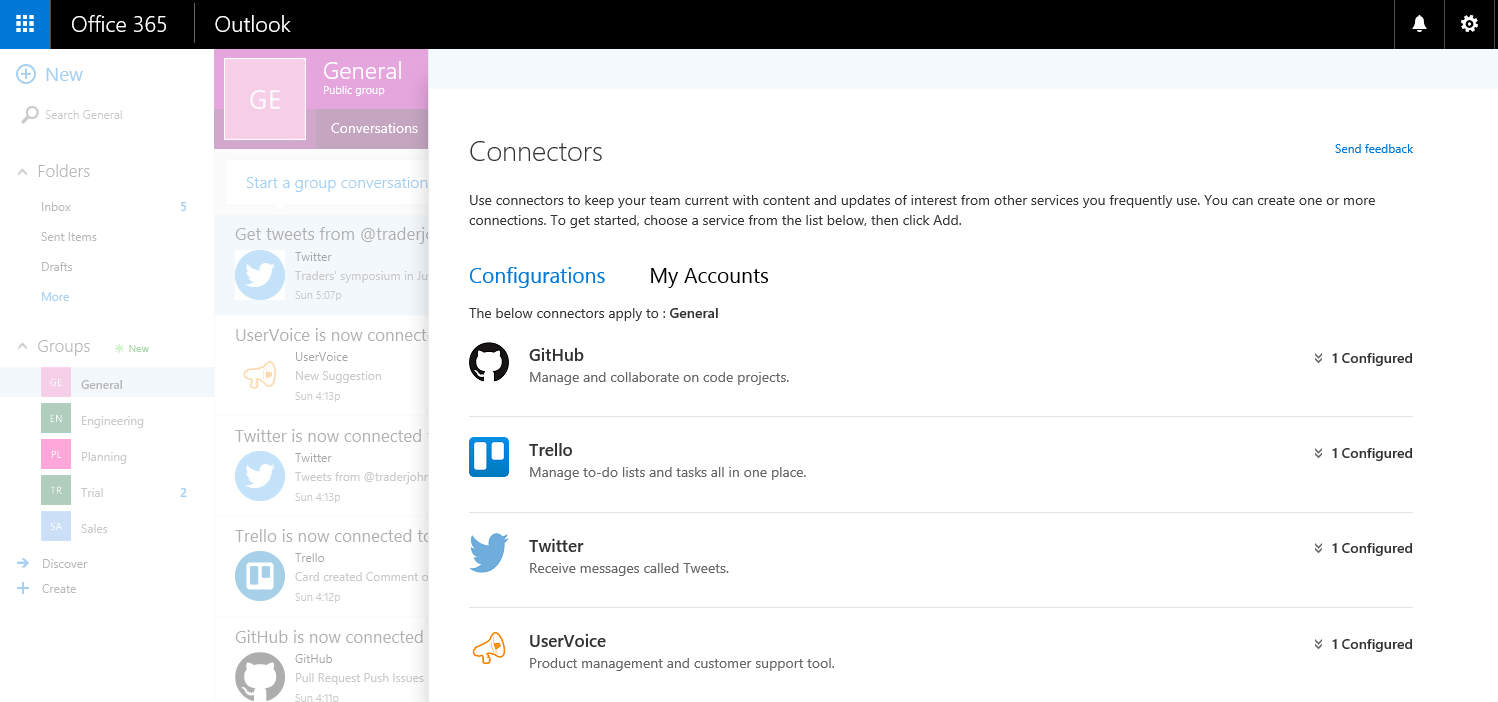 Office 365
Outlook
New
Search General
Folders
Inbox 5
Sent Items
Drafts
More
Groups New
GE General
EN Engineering
PL Planning
TR Trial 2
SA Sales
Discover
Create
GE
General
Public group
Conversations
Start a group conversation
Get tweets from @traderjo
Twitter
Traders' symposium in Ju
Sun 5:07p
UserVoice is now connect
UserVoice
New Suggestion
Sun 4:13p
Twitter is now connected
Twitter
Tweets from @traderjohn
Sun 4:13p
Trello is now connected to
Trello
Card created Comment o
Sun 4:12p
GitHub is now connected
GitHub
Pull Request Push Issues
Sun 4:11p
Connectors
Send feedback
Use connectors to keep your team current with content and updates of interest from other services you frequently use. You can create one or more
connections. To get started, choose a service from the list below, then click Add.
Configurations My Accounts
The below connectors apply to : General
GitHub
Manage and collaborate on code projects.
1 Configured
Trello
Manage to-do lists and tasks all in one place.
1 Configured
Twitter
Receive messages called Tweets.
1 Configured
UserVoice
Product management and customer support tool.
1 Configured